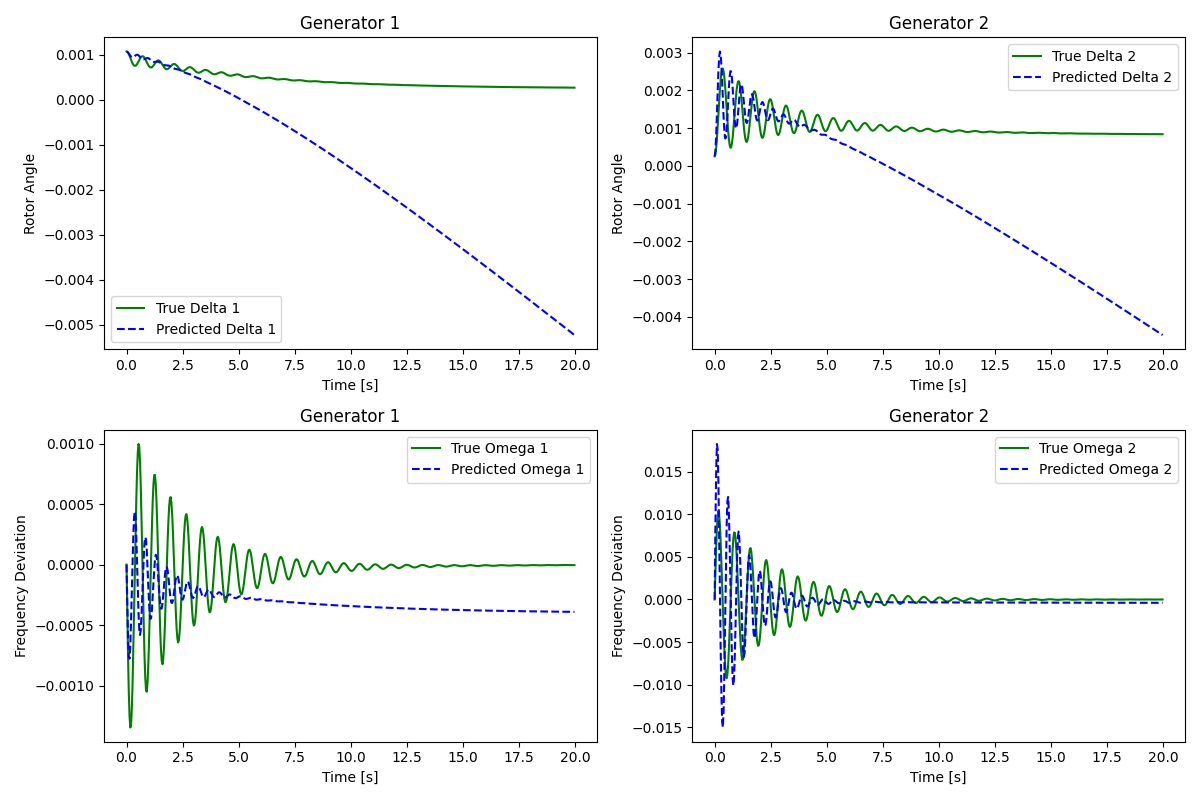 Generator 1
0.001
0.000
−0.001
−0.002
−0.003
−0.004
−0.005
Rotor Angle
True Delta 1
Predicted Delta 1
0.0 2.5 5.0 7.5 10.0 12.5 15.0 17.5 20.0
Time [s]
Generator 2
0.003
0.002
0.001
0.000
−0.001
−0.002
−0.003
−0.004
Rotor Angle
True Delta 2
Predicted Delta 2
0.0 2.5 5.0 7.5 10.0 12.5 15.0 17.5 20.0
Time [s]
Generator 1
0.0010
0.0005
0.0000
−0.0005
−0.0010
Frequency Deviation
True Omega 1
Predicted Omega 1
0.0 2.5 5.0 7.5 10.0 12.5 15.0 17.5 20.0
Time [s]
Generator 2
0.015
0.010
0.005
0.000
−0.005
−0.010
−0.015
Frequency Deviation
True Omega 2
Predicted Omega 2
0.0 2.5 5.0 7.5 10.0 12.5 15.0 17.5 20.0
Time [s]